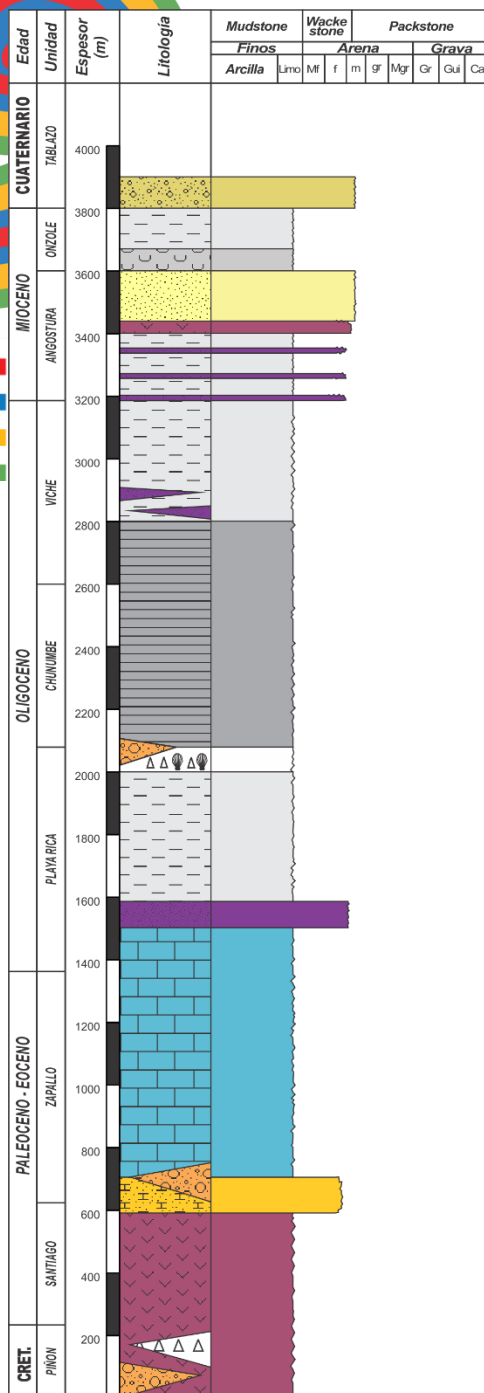 Edad
Unidad
Espesor
(m)
Litología
Mudstone
Wacke
stone
Packstone
Finos
Arena
Grava
Arcilla
Limo
Mf
f
m
gr
Mgr
Gr
Gui
Ca
CUATERNARIO
MIOCENO
OLIGOCENO
PALEOCENO - EOCENO
CRET.
TABLAZO
ONZOLE
ANGOSTURA
VICHE
CHUNUMBE
PLAYA RICA
ZAPALLO
SANTIAGO
PIÑON
4000
3800
3600
3400
3200
3000
2800
2600
2400
2200
2000
1800
1600
1400
1200
1000
800
600
400
200